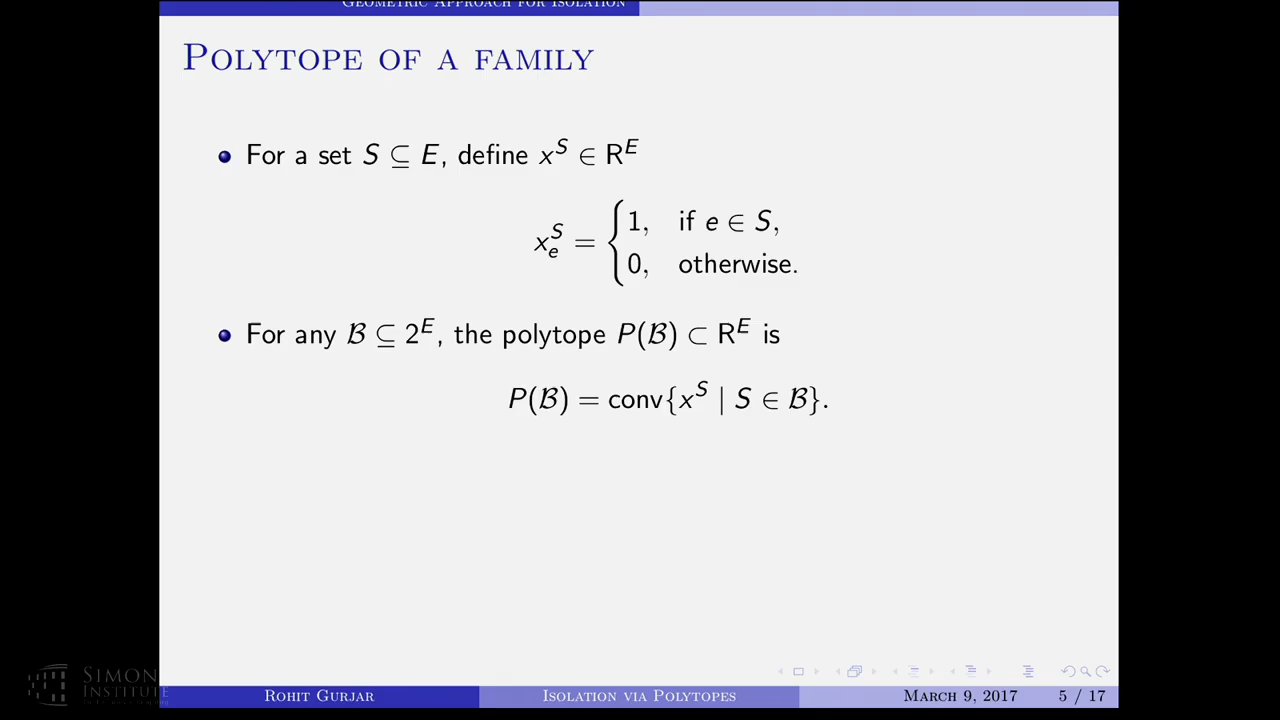 Geometric Approach for Isolation
Polytope of a family
For a set S ⊆ E, define x^S ∈ R^E
x_e^S = { 1, if e ∈ S,
0, otherwise.
For any 𝓑 ⊆ 2^E, the polytope P(𝓑) ⊂ R^E is
P(𝓑) = conv{x^S | S ∈ 𝓑}.
Simon
Institute
Rohit Gurjar Isolation via Polytopes March 9, 2017 5 / 17